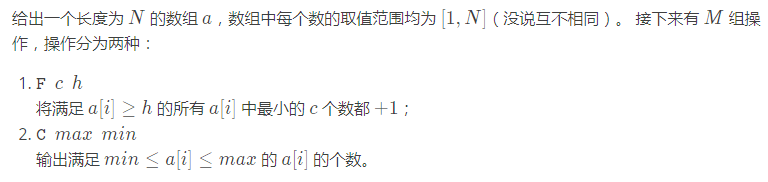 给出一个长度为 N 的数组 a，数组中每个数的取值范围均为 [1, N]（没说互不相同）。 接下来有 M 组操
作，操作分为两种：
1. F c h
将满足 a[i] ≥ h 的所有 a[i] 中最小的 c 个数都 +1；
2. C max min
输出满足 min ≤ a[i] ≤ max 的 a[i] 的个数。